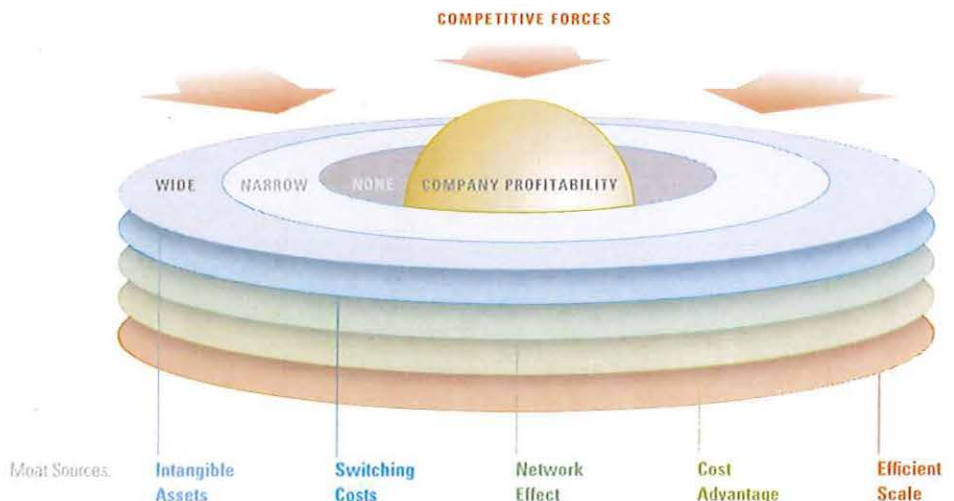 COMPETITIVE FORCES
WIDE NARROW NONE COMPANY PROFITABILITY
Moat Sources: Intangible Switching Network Cost Efficient
Assets Costs Effect Advantage Scale